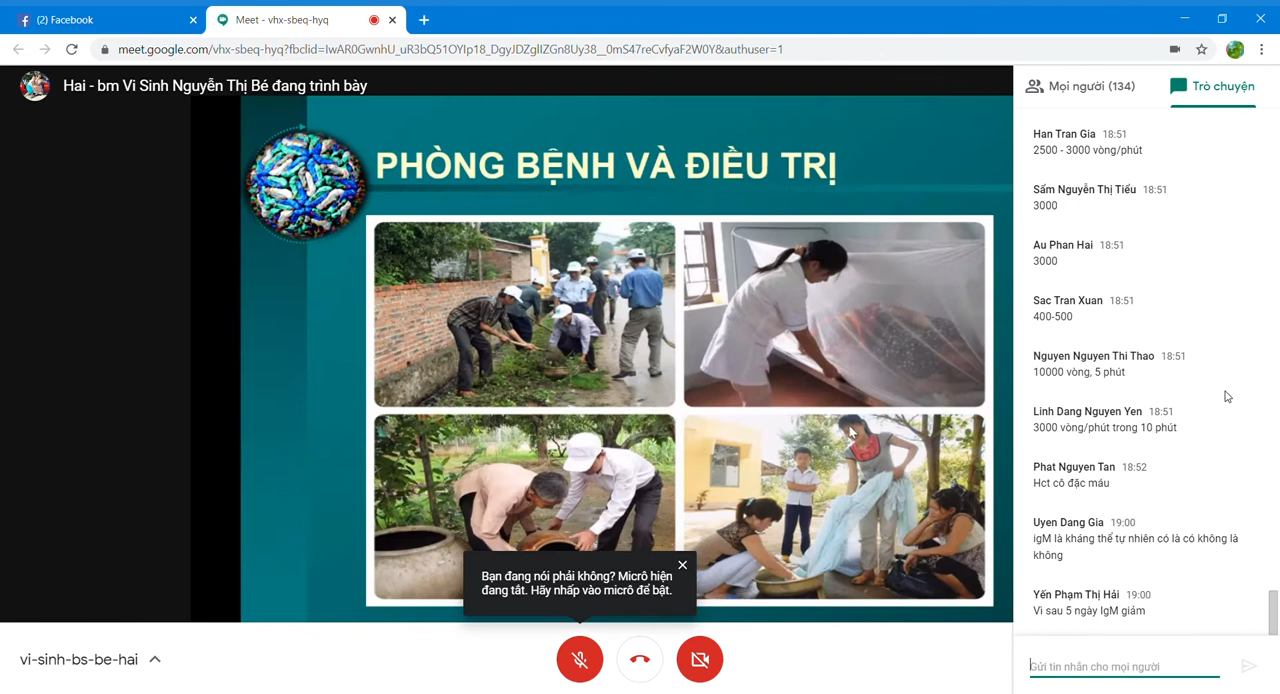 (2) Facebook
Meet - vhx-sbeq-hyq
meet.google.com/vhx-sbeq-hyq?fbclid=IwAR0GwnhU_uR3bQ51OYIp18_DgyJDZglIZGn8Uy38__0mS47reCvfyaF2W0Y&authuser=1
Hai - bm Vi Sinh Nguyễn Thị Bé đang trình bày
PHÒNG BỆNH VÀ ĐIỀU TRỊ
Bạn đang nói phải không? Micrô hiện
đang tắt. Hãy nhấp vào micrô để bật.
vi-sinh-bs-be-hai
Mọi người (134)
Trò chuyện
Han Tran Gia 18:51
2500 - 3000 vòng/phút
Sấm Nguyễn Thị Tiểu 18:51
3000
Au Phan Hai 18:51
3000
Sac Tran Xuan 18:51
400-500
Nguyen Nguyen Thi Thao 18:51
10000 vòng, 5 phút
Linh Dang Nguyen Yen 18:51
3000 vòng/phút trong 10 phút
Phat Nguyen Tan 18:52
Hct cô đặc máu
Uyen Dang Gia 19:00
igM là kháng thể tự nhiên có là có không là
không
Yến Phạm Thị Hải 19:00
Vì sau 5 ngày IgM giảm
Gửi tin nhắn cho mọi người